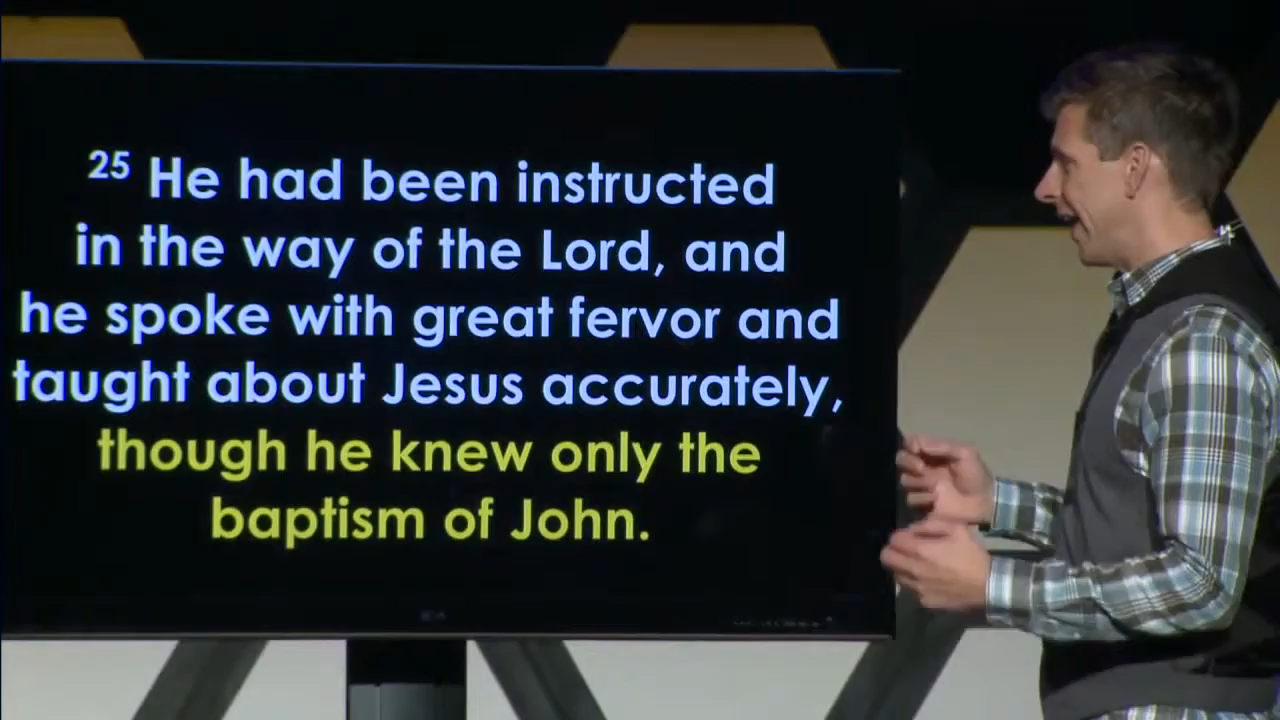 25 He had been instructed
in the way of the Lord, and
he spoke with great fervor and
taught about Jesus accurately,
though he knew only the
baptism of John.